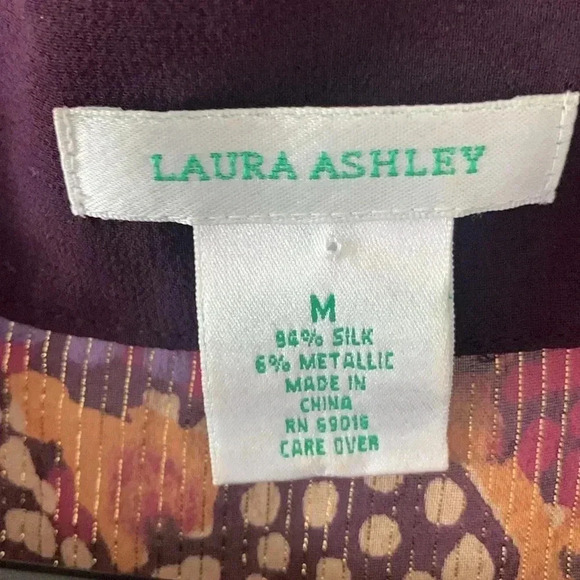 LAURA ASHLEY
M
94% SILK
6% METALLIC
MADE IN
CHINA
RN 69016
CARE OVER